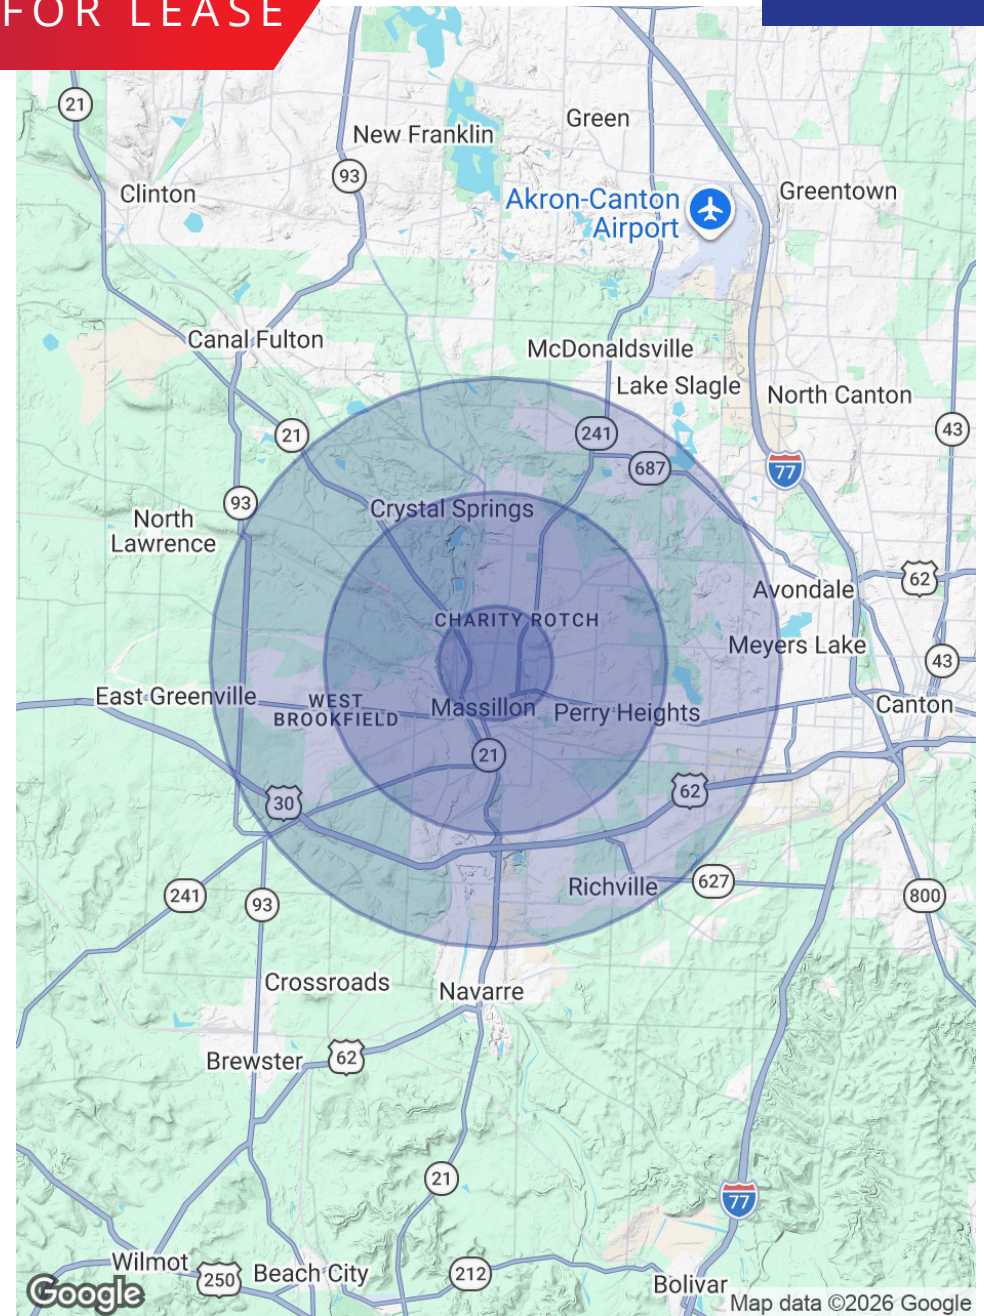 FOR LEASE
21
New Franklin
Green
93
Clinton
Akron-Canton
Airport
Greentown
Canal Fulton
McDonaldsville
Lake Slagle
North Canton
21
241
43
687
77
93
Crystal Springs
North
Lawrence
62
Avondale
CHARITY ROTCH
Meyers Lake
43
East Greenville
WEST
BROOKFIELD
Massillon
Perry Heights
Canton
21
62
30
Richville
627
241
93
800
Crossroads
Navarre
Brewster
62
21
77
Wilmot
250
Beach City
212
Bolivar
Google
Map data ©2026 Google